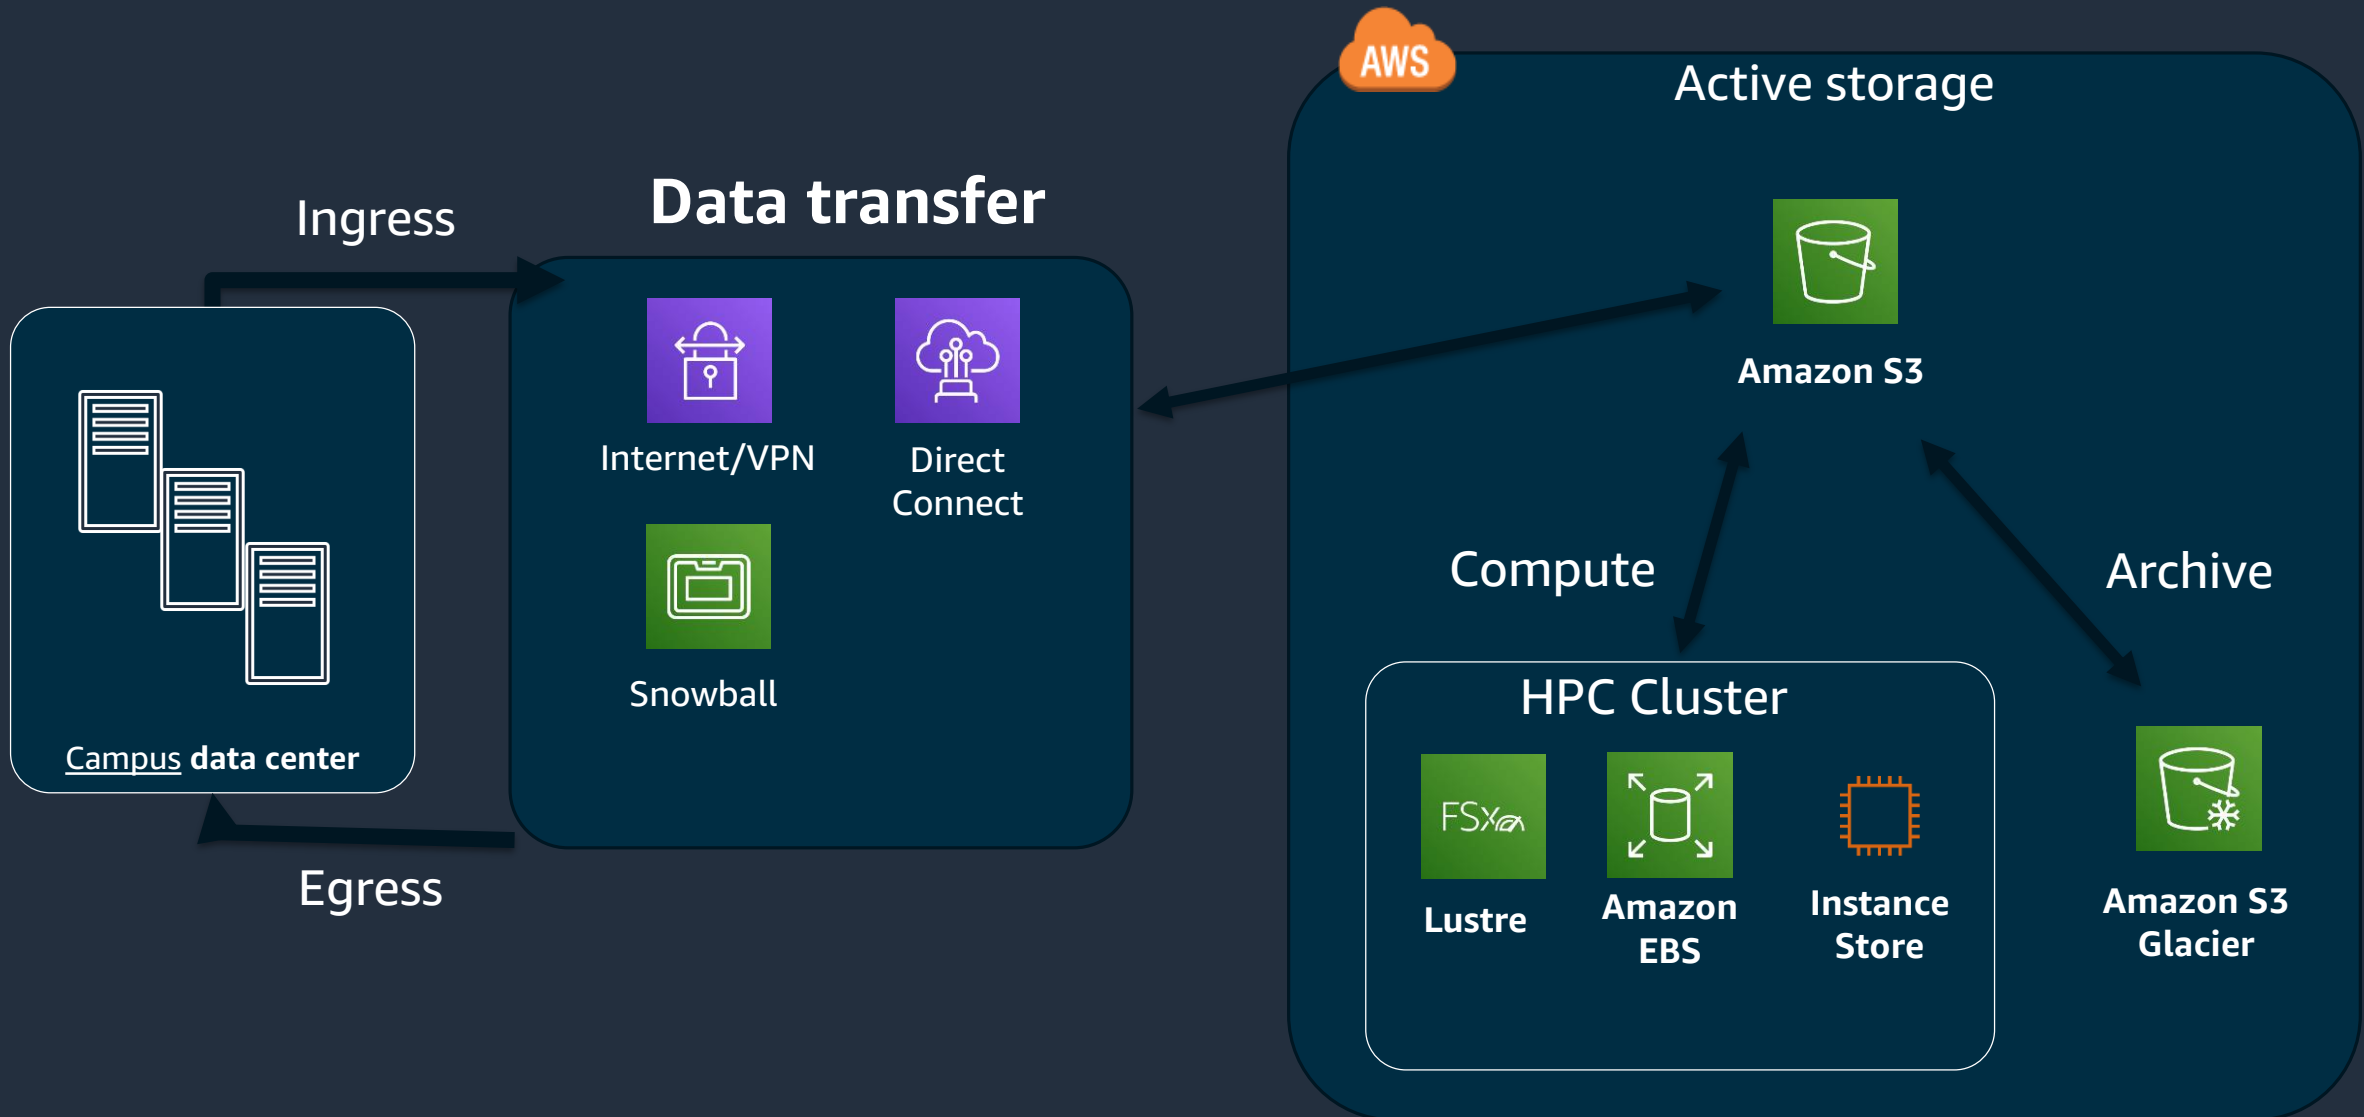 AWS
Active storage
Data transfer
Ingress
Internet/VPN
Direct
Connect
Snowball
Campus data center
Egress
Amazon S3
Compute
Archive
HPC Cluster
FSx
Lustre
Amazon
EBS
Instance
Store
Amazon S3
Glacier